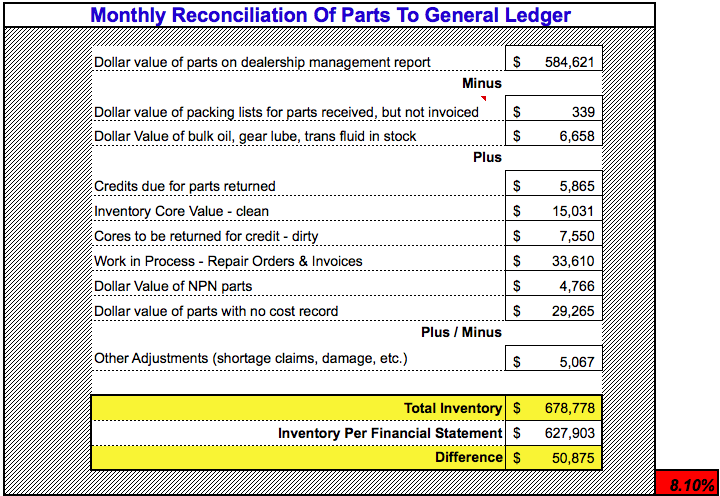 Monthly Reconciliation Of Parts To General Ledger
Dollar value of parts on dealership management report $ 584,621
Minus
Dollar value of packing lists for parts received, but not invoiced $ 339
Dollar Value of bulk oil, gear lube, trans fluid in stock $ 6,658
Plus
Credits due for parts returned $ 5,865
Inventory Core Value - clean $ 15,031
Cores to be returned for credit - dirty $ 7,550
Work in Process - Repair Orders & Invoices $ 33,610
Dollar Value of NPN parts $ 4,766
Dollar value of parts with no cost record $ 29,265
Plus / Minus
Other Adjustments (shortage claims, damage, etc.) $ 5,067
Total Inventory $ 678,778
Inventory Per Financial Statement $ 627,903
Difference $ 50,875
8.10%